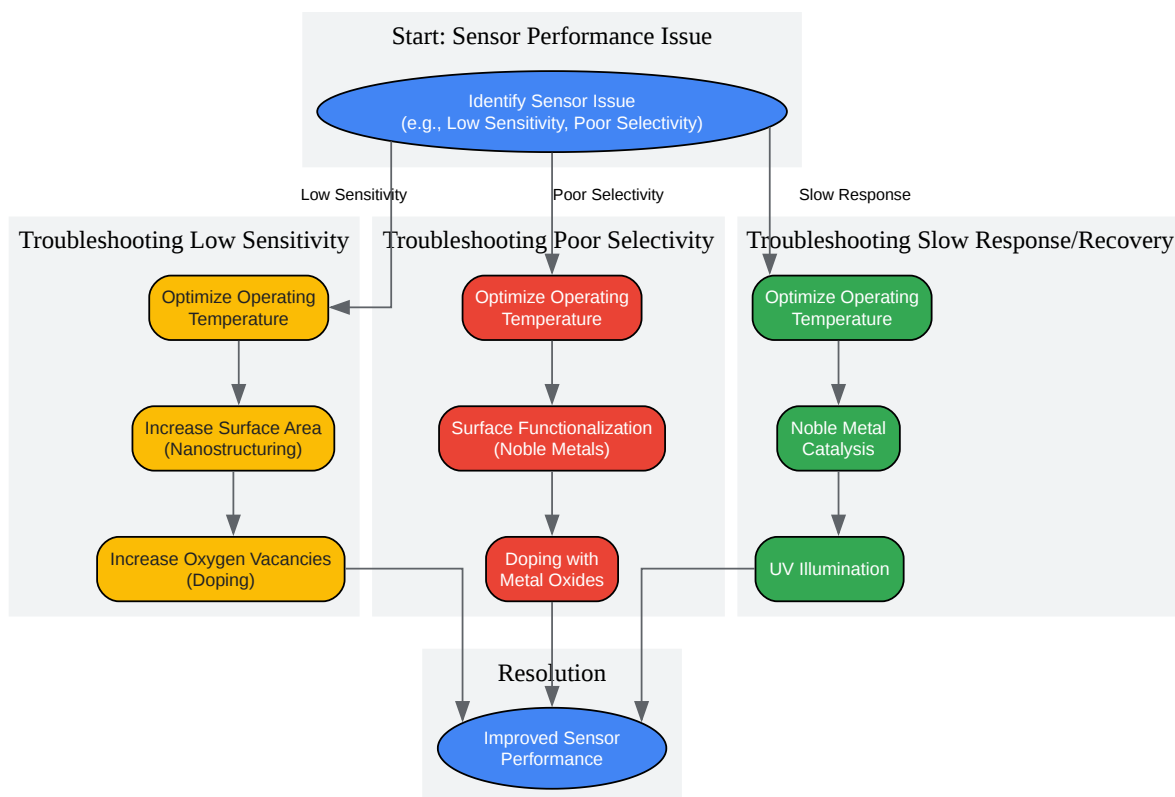 Start: Sensor Performance Issue
Identify Sensor Issue
(e.g., Low Sensitivity, Poor Selectivity)
Low Sensitivity
Poor Selectivity
Slow Response
Troubleshooting Low Sensitivity
Troubleshooting Poor Selectivity
Troubleshooting Slow Response/Recovery
Optimize Operating
Temperature
Optimize Operating
Temperature
Optimize Operating
Temperature
Increase Surface Area
(Nanostructuring)
Surface Functionalization
(Noble Metals)
Noble Metal
Catalysis
Increase Oxygen Vacancies
(Doping)
Doping with
Metal Oxides
UV Illumination
Resolution
Improved Sensor
Performance